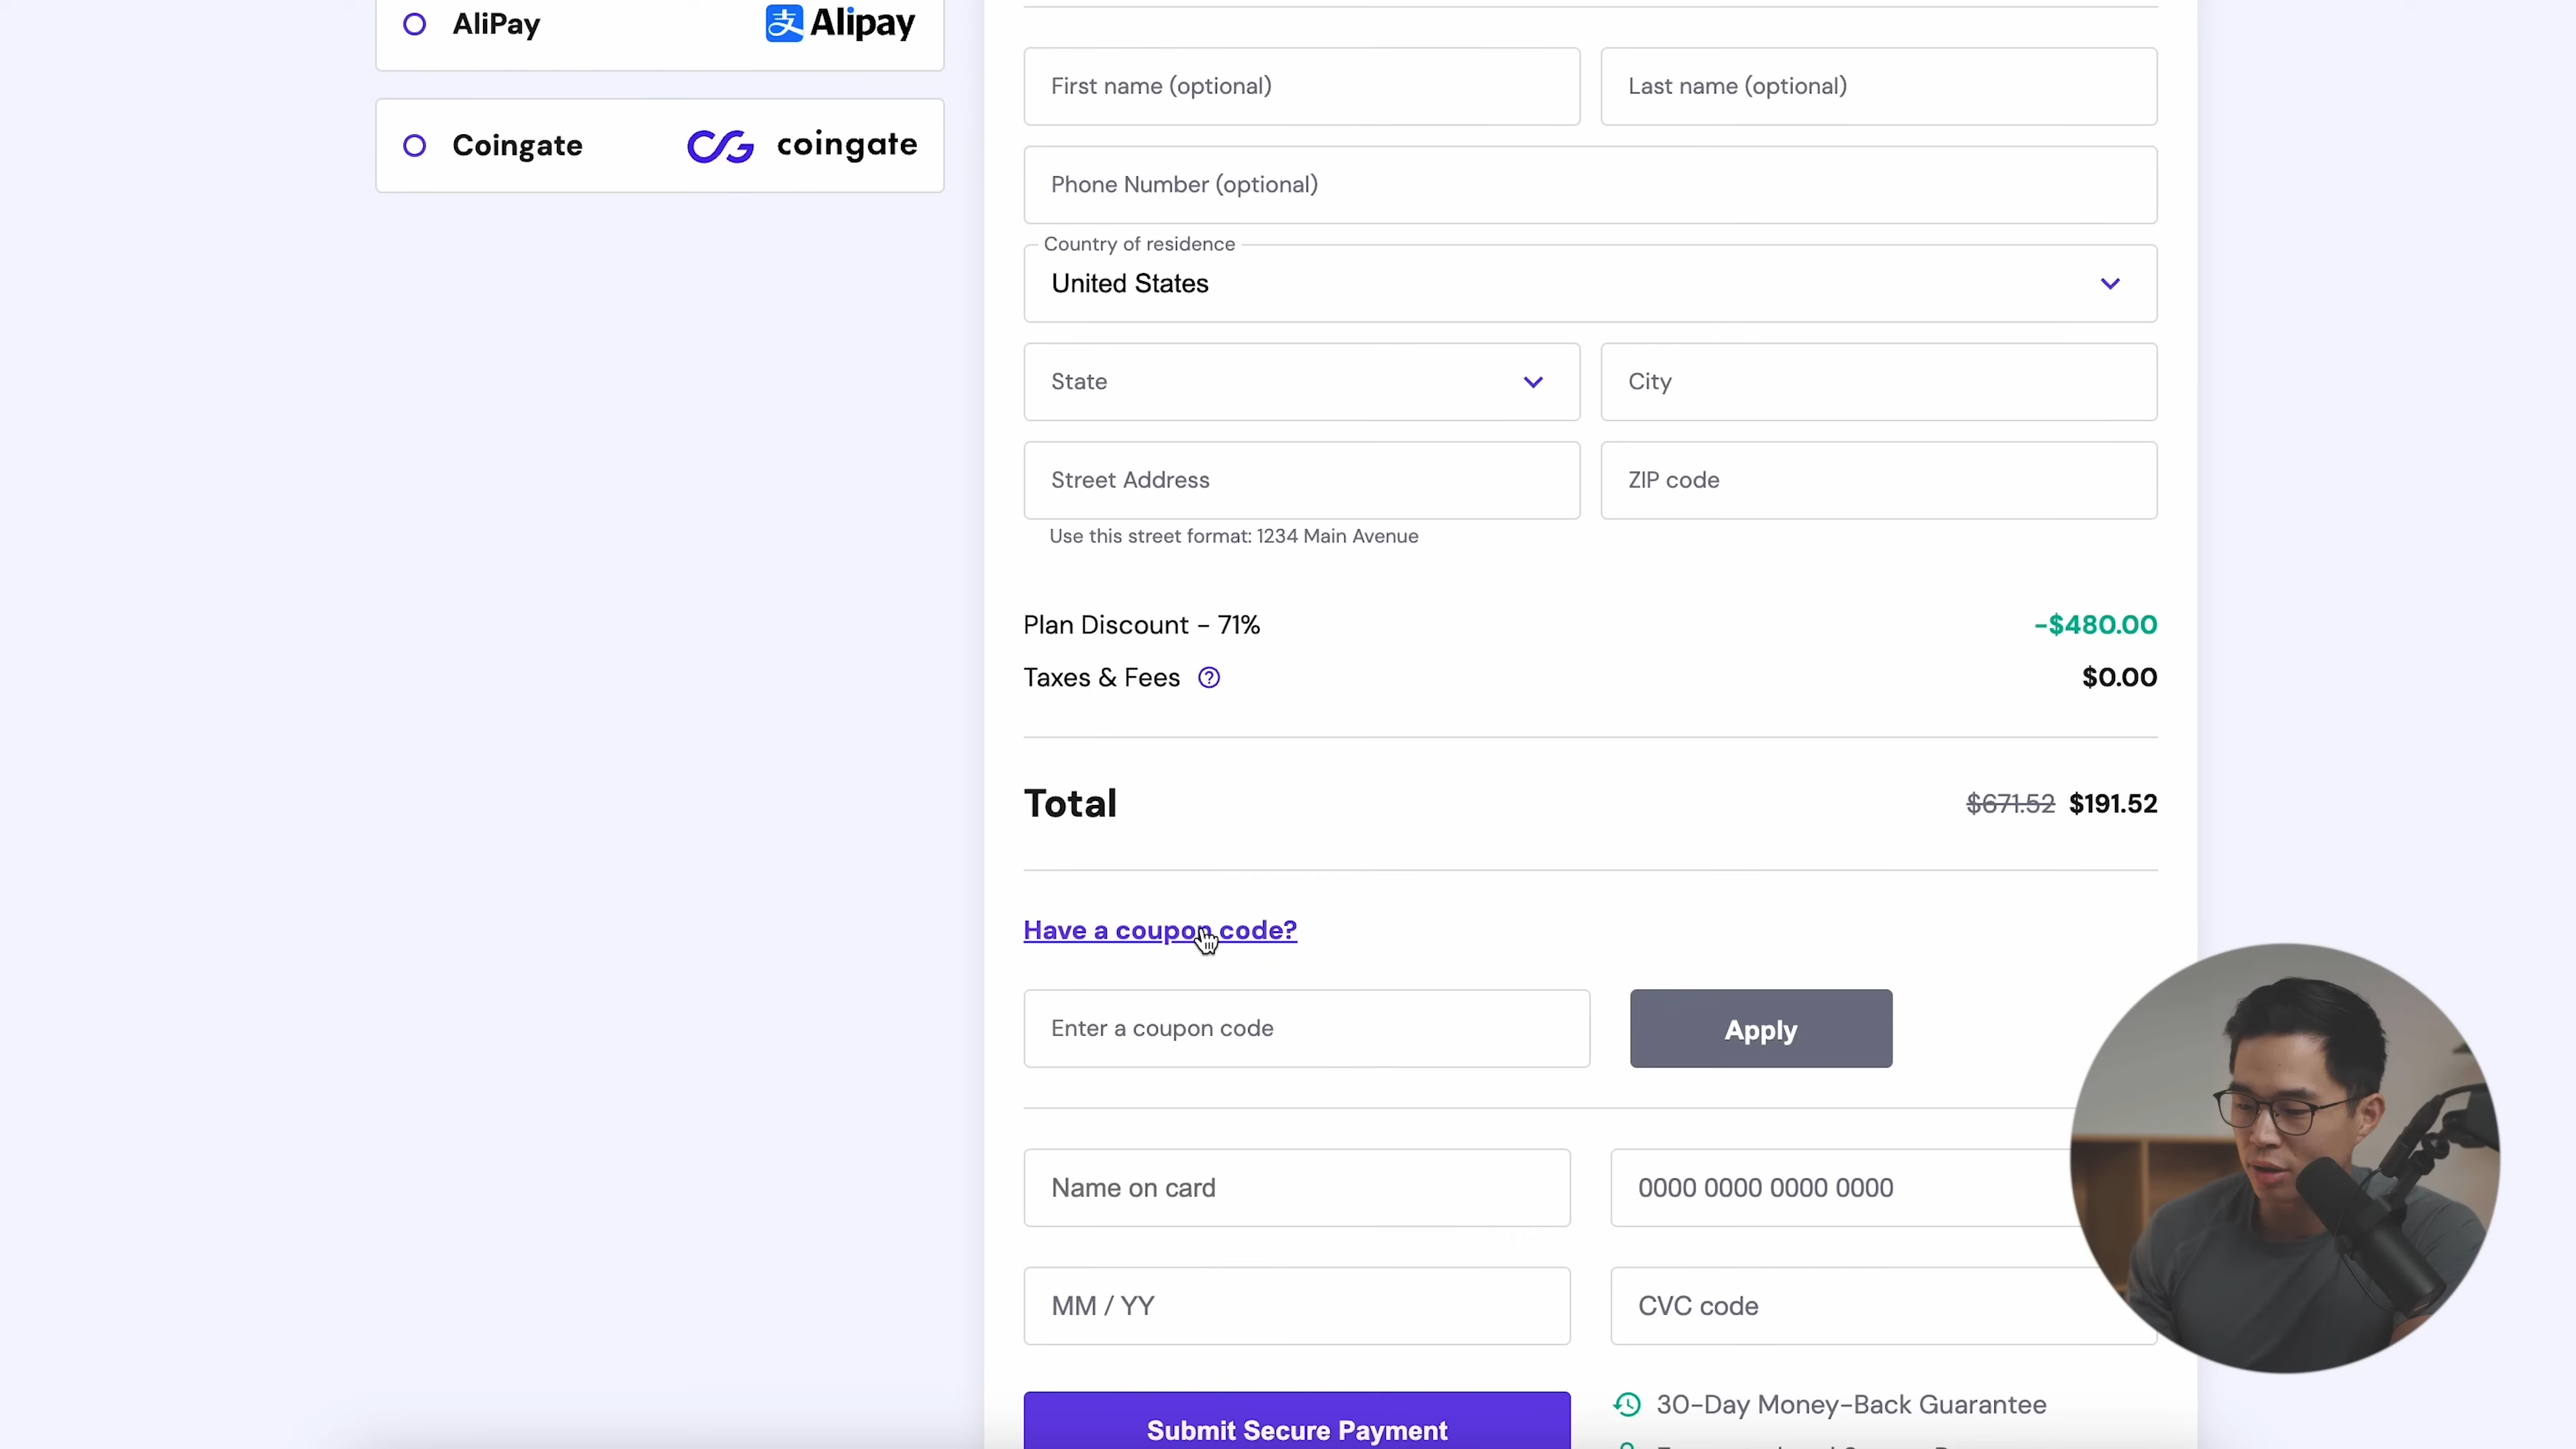 AliPay
支 Alipay
Coingate
CG coingate
First name (optional)
Last name (optional)
Phone Number (optional)
Country of residence
United States
State
City
Street Address
ZIP code
Use this street format: 1234 Main Avenue
Plan Discount - 71%
-$480.00
Taxes & Fees ?
$0.00
Total
$671.52 $191.52
Have a coupon code?
Enter a coupon code
Apply
Name on card
0000 0000 0000 0000
MM / YY
CVC code
Submit Secure Payment
30-Day Money-Back Guarantee